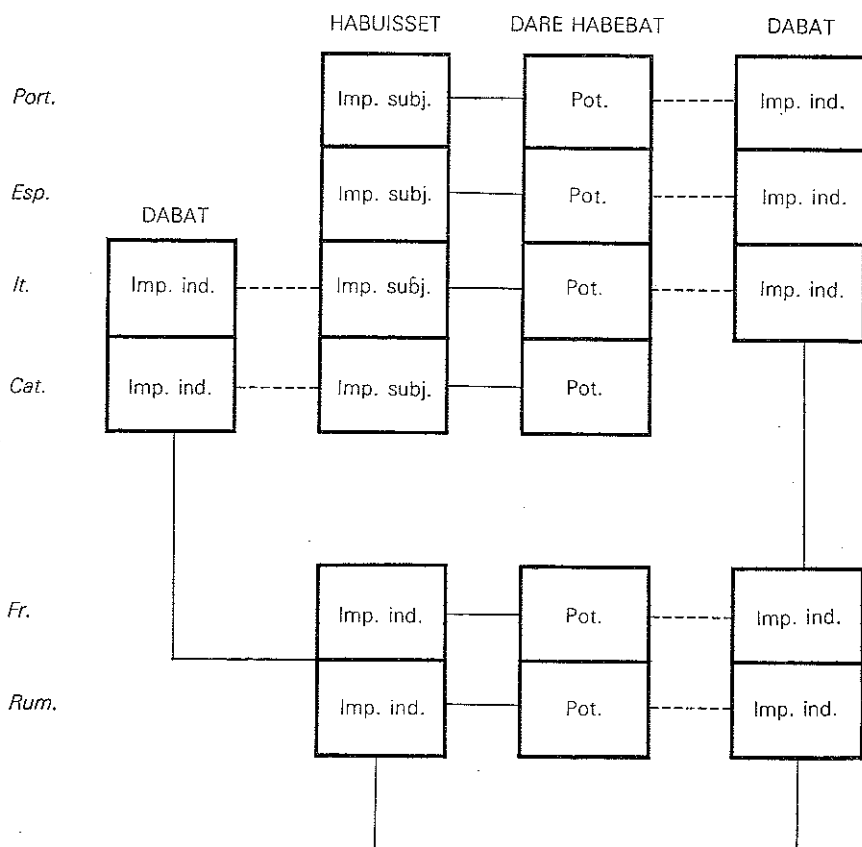 HABUISSET DARE HABEBAT DABAT
Port. Imp. subj. Pot. Imp. ind.
Esp. Imp. subj. Pot. Imp. ind.
DABAT
It. Imp. ind. Imp. subj. Pot. Imp. ind.
Cat. Imp. ind. Imp. subj. Pot.
Fr. Imp. ind. Pot. Imp. ind.
Rum. Imp. ind. Pot. Imp. ind.